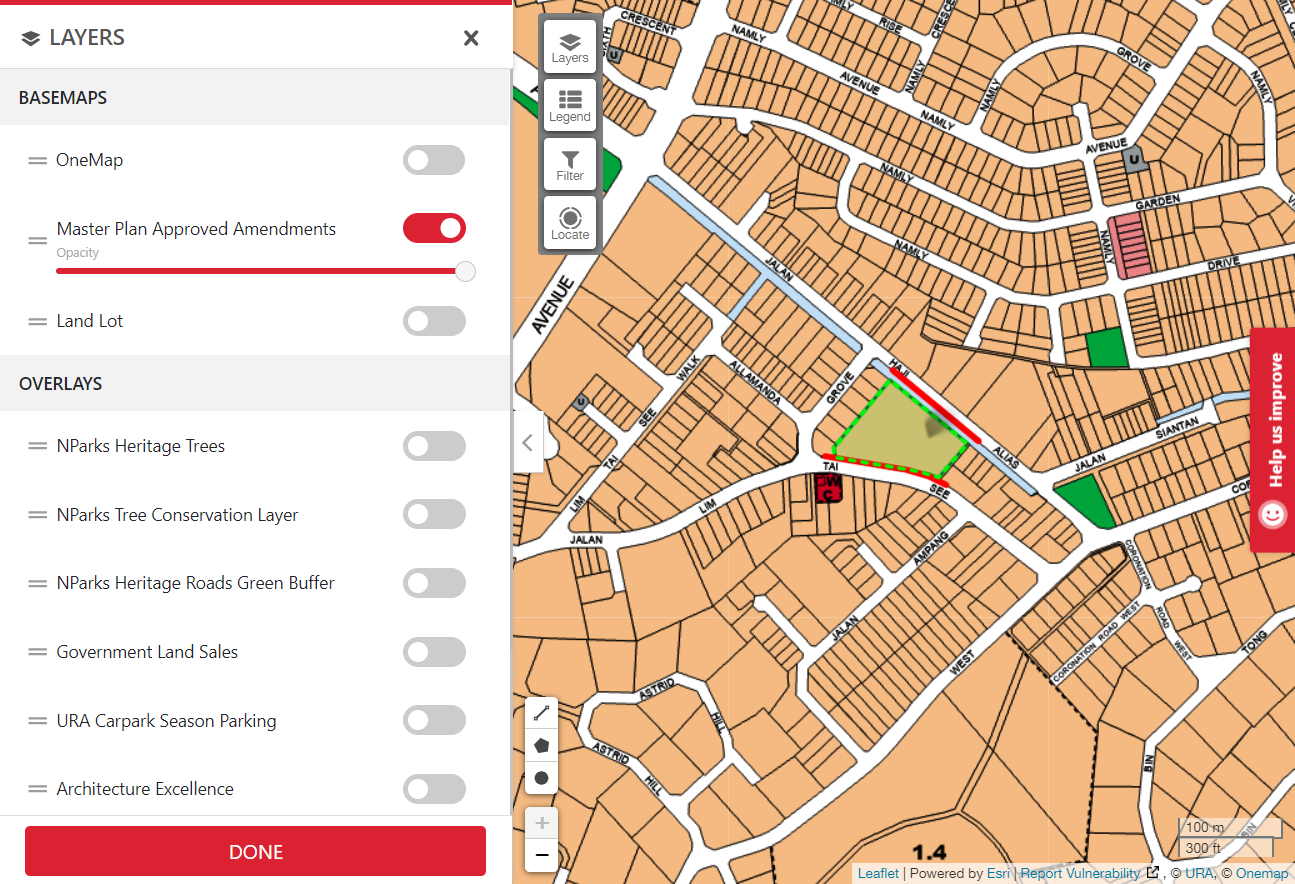 LAYERS
BASEMAPS
OneMap
Master Plan Approved Amendments
Opacity
Land Lot
OVERLAYS
NParks Heritage Trees
NParks Tree Conservation Layer
NParks Heritage Roads Green Buffer
Government Land Sales
URA Carpark Season Parking
Architecture Excellence
DONE
Layers
Legend
Filter
Locate
CRESCENT
RISE
NAMLY
AVENUE
NAMLY
NAMLY
NAMLY
GROVE
NAMLY
AVENUE
U
U
GARDEN
NAMLY
DRIVE
NAMLY
NAMLY
JALAN
AVENUE
HAJI
ALIAS
GROVE
ALLAMANDA
WALK
SEE
TAI
LIM
JALAN
U
LIM
TAI
SEE
W
C
JALAN
SIANTAN
AMPANG
JALAN
WEST
CORONATION
ROAD
WEST
CORONATION ROAD WEST
TONG
BIN
BIN
ASTRID
HILL
ASTRID
HILL
1.4
Help us improve
+
−
100 m
300 ft
Leaflet | Powered by Esri | Report Vulnerability , © URA, © Onemap